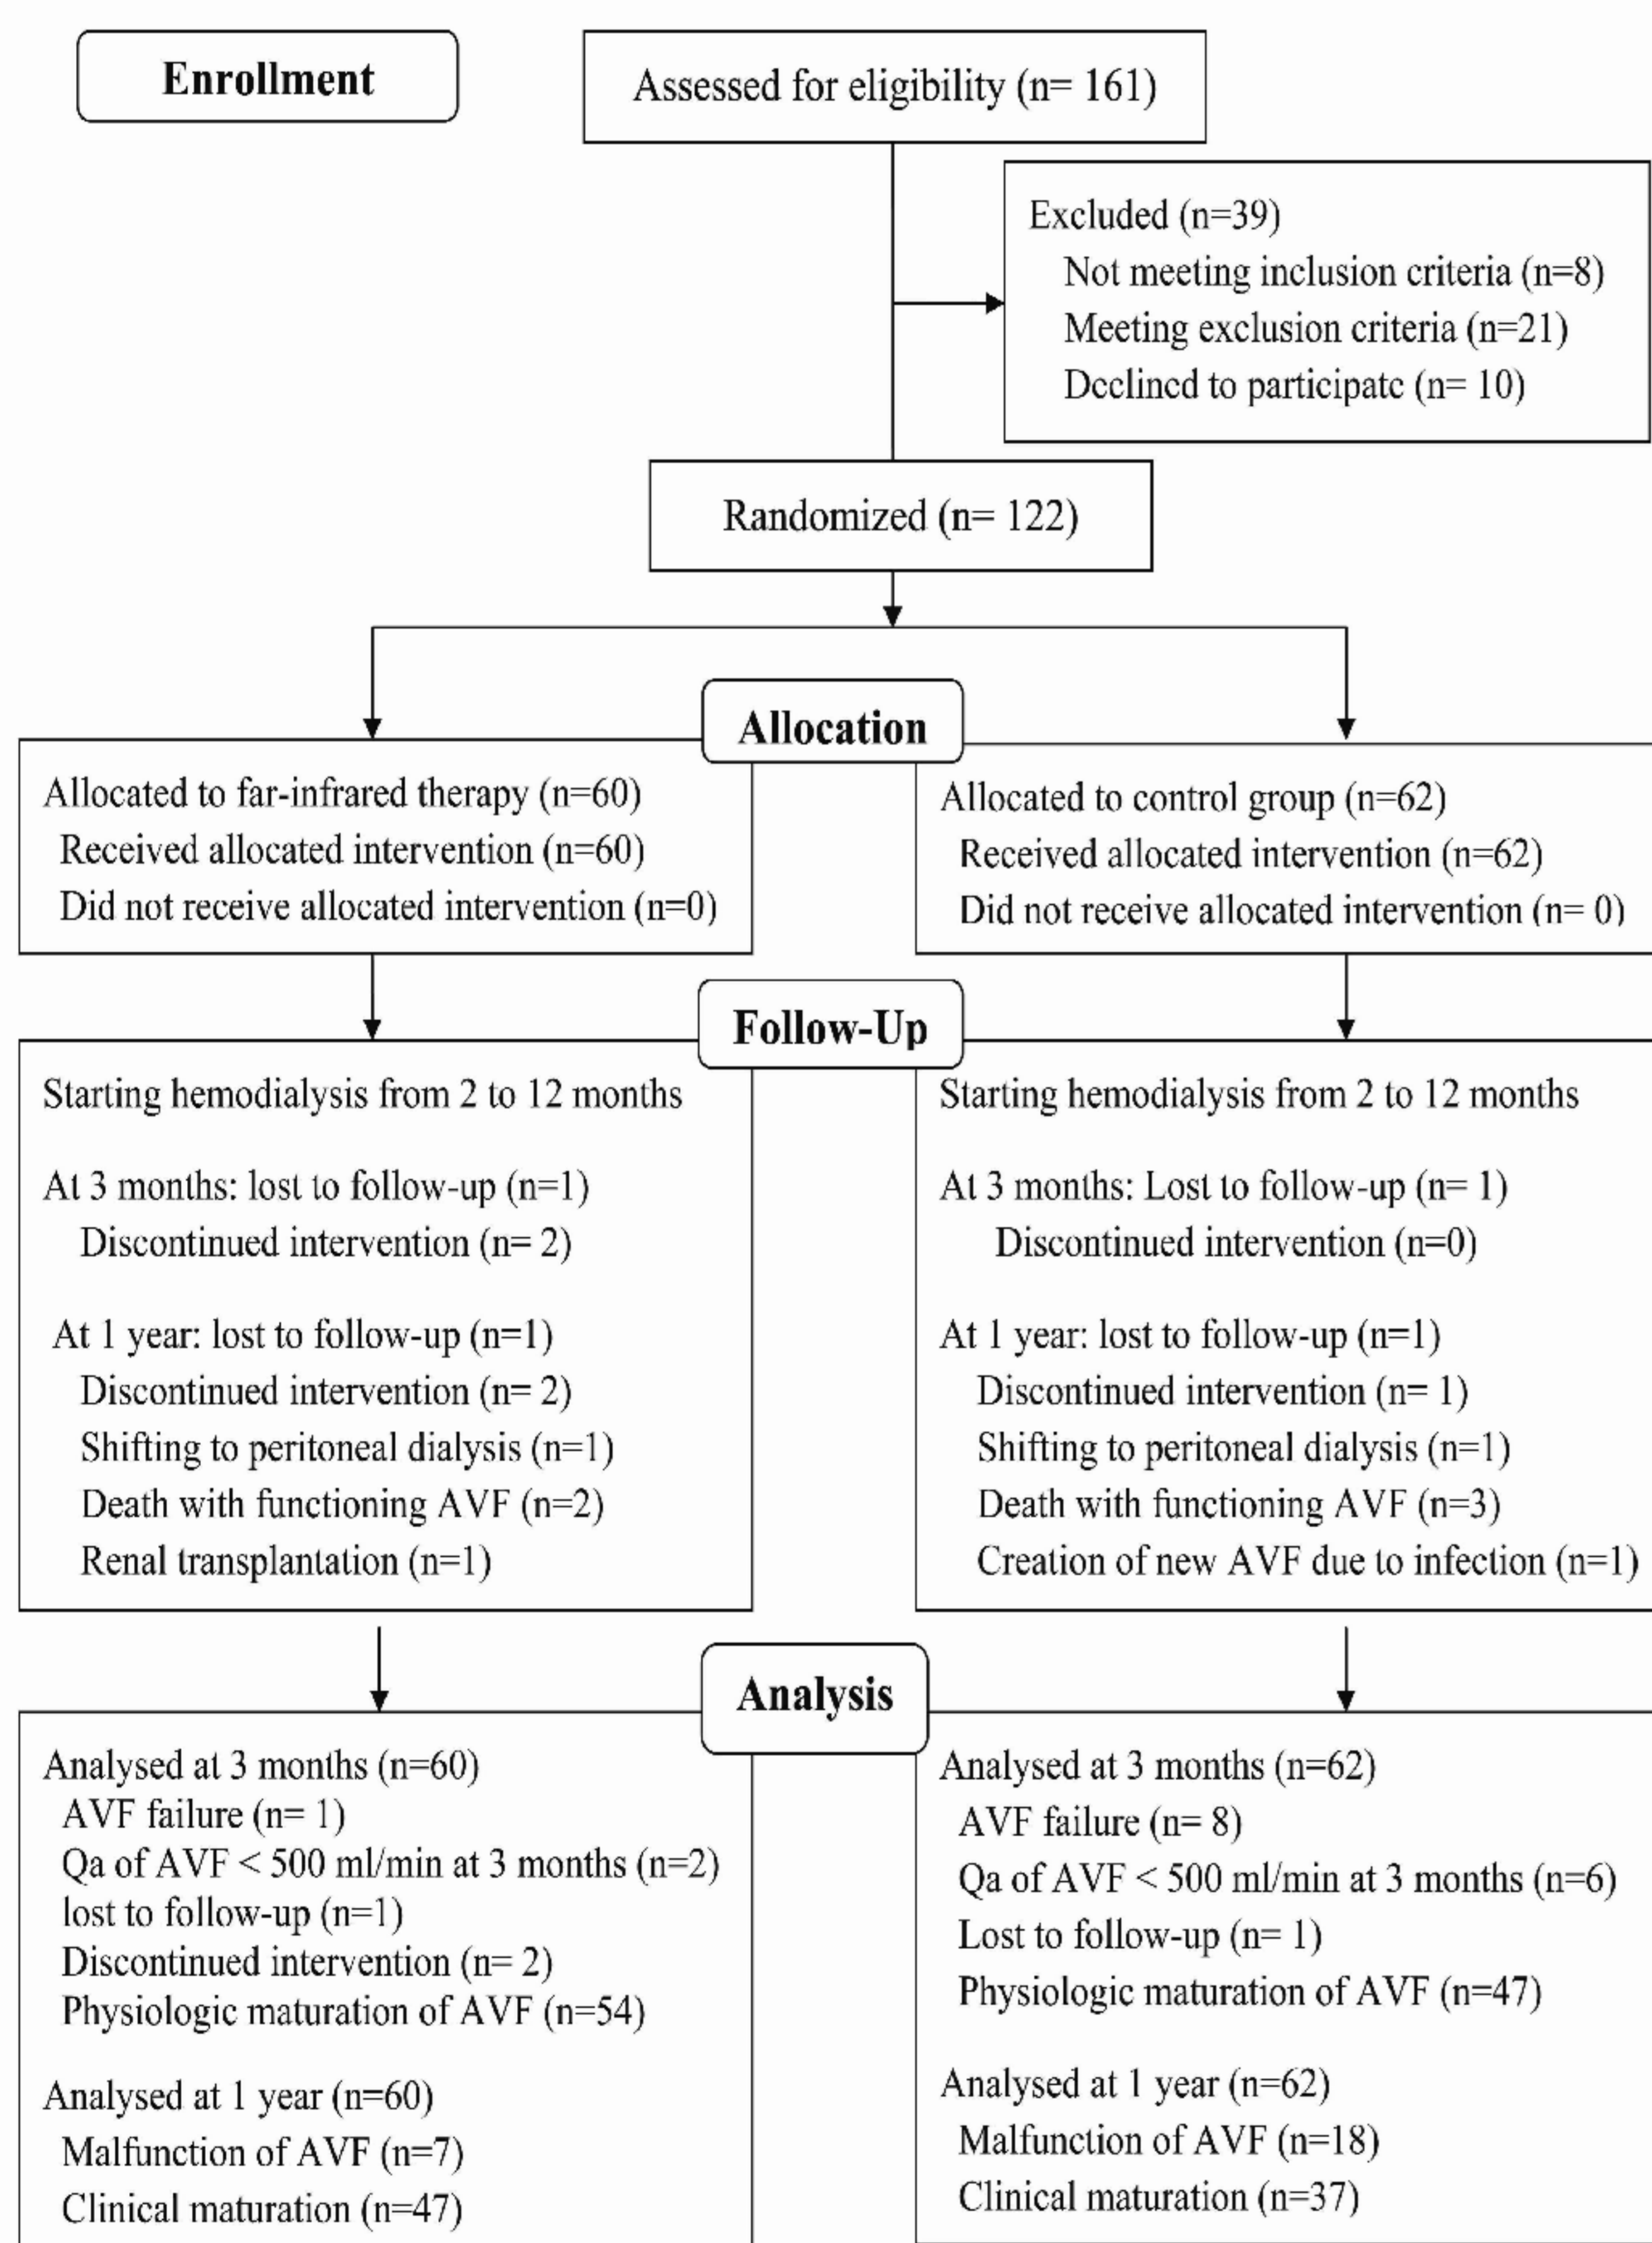 Enrollment
Assessed for eligibility (n= 161)
Excluded (n=39)
Not meeting inclusion criteria (n=8)
Meeting exclusion criteria (n=21)
Declined to participate (n= 10)
Randomized (n= 122)
Allocation
Allocated to far-infrared therapy (n=60)
Received allocated intervention (n=60)
Did not receive allocated intervention (n=0)
Allocated to control group (n=62)
Received allocated intervention (n=62)
Did not receive allocated intervention (n= 0)
Follow-Up
Starting hemodialysis from 2 to 12 months
At 3 months: lost to follow-up (n=1)
Discontinued intervention (n= 2)
At 1 year: lost to follow-up (n=1)
Discontinued intervention (n= 2)
Shifting to peritoneal dialysis (n=1)
Death with functioning AVF (n=2)
Renal transplantation (n=1)
Starting hemodialysis from 2 to 12 months
At 3 months: Lost to follow-up (n= 1)
Discontinued intervention (n=0)
At 1 year: lost to follow-up (n=1)
Discontinued intervention (n= 1)
Shifting to peritoneal dialysis (n=1)
Death with functioning AVF (n=3)
Creation of new AVF due to infection (n=1)
Analysis
Analysed at 3 months (n=60)
AVF failure (n= 1)
Qa of AVF < 500 ml/min at 3 months (n=2)
lost to follow-up (n=1)
Discontinued intervention (n= 2)
Physiologic maturation of AVF (n=54)
Analysed at 1 year (n=60)
Malfunction of AVF (n=7)
Clinical maturation (n=47)
Analysed at 3 months (n=62)
AVF failure (n= 8)
Qa of AVF < 500 ml/min at 3 months (n=6)
Lost to follow-up (n= 1)
Physiologic maturation of AVF (n=47)
Analysed at 1 year (n=62)
Malfunction of AVF (n=18)
Clinical maturation (n=37)